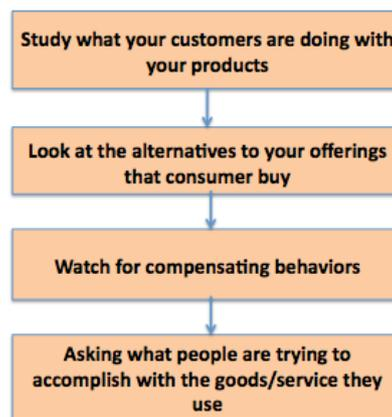 Study what your customers are doing with
your products
Look at the alternatives to your offerings
that consumer buy
Watch for compensating behaviors
Asking what people are trying to
accomplish with the goods/service they
use